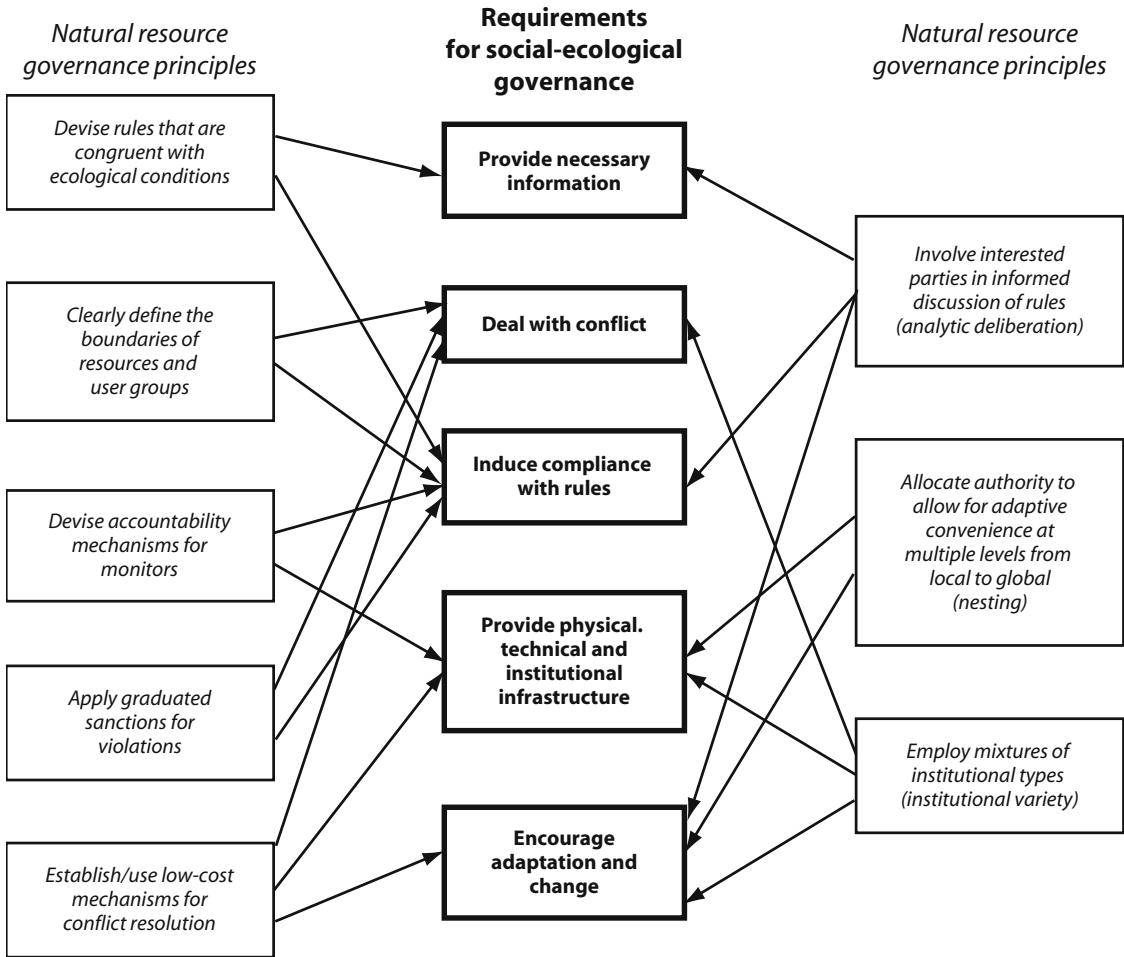 Natural resource
governance principles
Devise rules that are
congruent with
ecological conditions
Clearly define the
boundaries of
resources and
user groups
Devise accountability
mechanisms for
monitors
Apply graduated
sanctions for
violations
Establish/use low-cost
mechanisms for
conflict resolution
Requirements
for social-ecological
governance
Provide necessary
information
Deal with conflict
Induce compliance
with rules
Provide physical.
technical and
institutional
infrastructure
Encourage
adaptation and
change
Natural resource
governance principles
Involve interested
parties in informed
discussion of rules
(analytic deliberation)
Allocate authority to
allow for adaptive
convenience at
multiple levels from
local to global
(nesting)
Employ mixtures of
institutional types
(institutional variety)